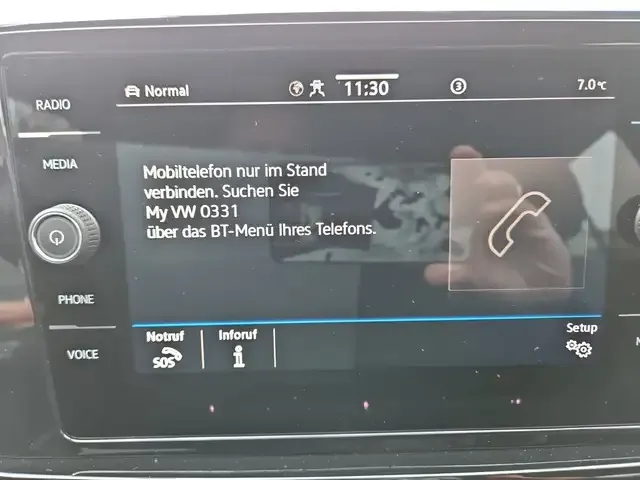 RADIO
MEDIA
PHONE
VOICE
Normal
11:30
3
7.0°C
Mobiltelefon nur im Stand
verbinden. Suchen Sie
My VW 0331
über das BT-Menü Ihres Telefons.
Notruf
SOS
Inforuf
i
Setup